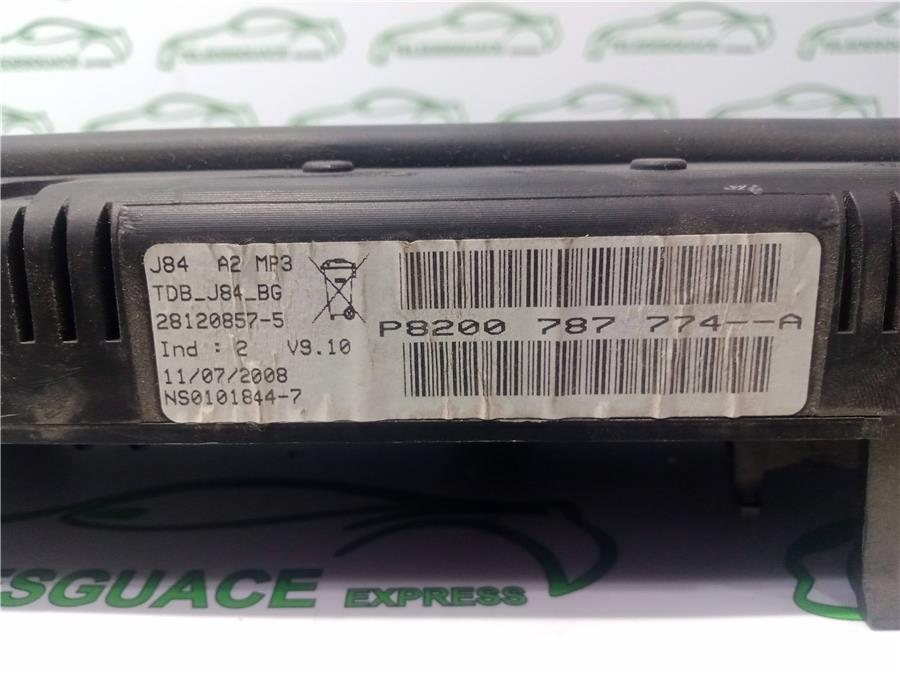 J84 A2 MP3
TDB_J84_BG
28120857-5
Ind : 2 V9.10
11/07/2008
NS0101844-7
P8200 787 774--A
ESGUACE EXPRESS